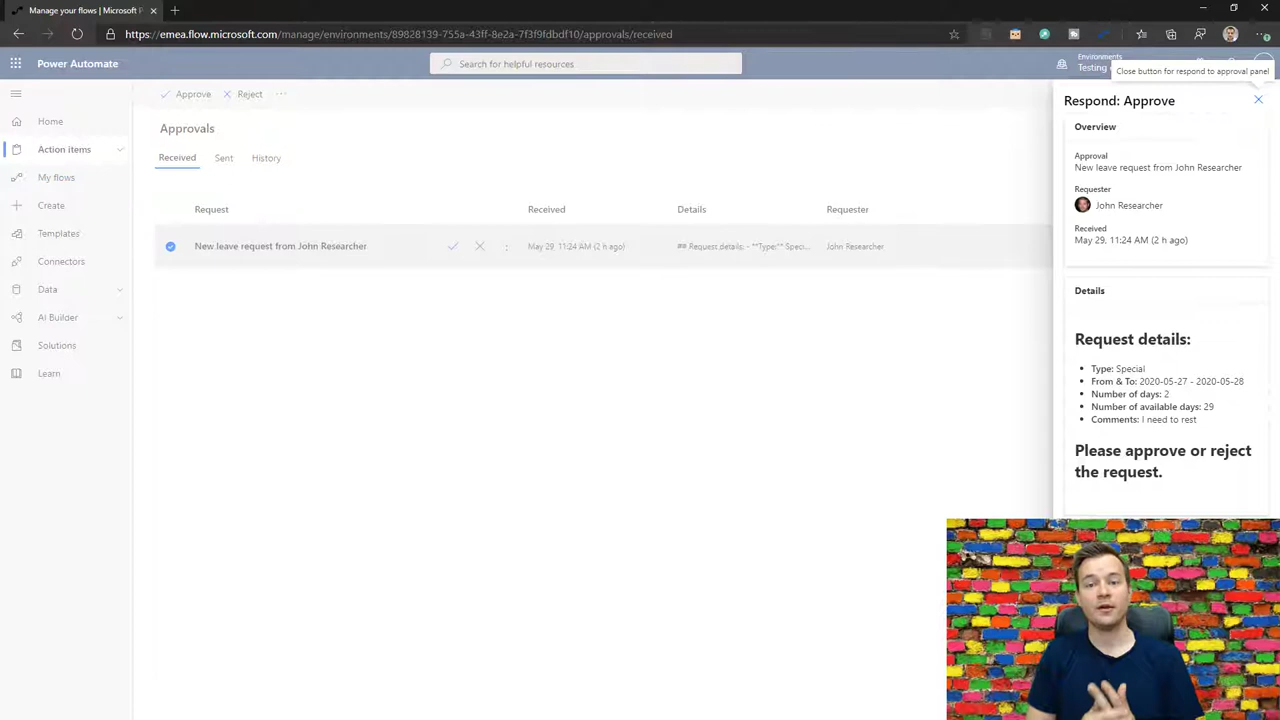 Manage your flows | Microsoft P
https://emea.flow.microsoft.com/manage/environments/89828139-755a-43ff-8e2a-7f3f9fdbdf10/approvals/received
Power Automate
Search for helpful resources
Environments
Testing
Close button for respond to approval panel
Approve
Reject
Respond: Approve
Home
Action items
My flows
Create
Templates
Connectors
Data
AI Builder
Solutions
Learn
Approvals
Received
Sent
History
Request
Received
Details
Requester
New leave request from John Researcher
May 29, 11:24 AM (2 h ago)
## Request details: - **Type:** Speci...
John Researcher
Overview
Approval
New leave request from John Researcher
Requester
John Researcher
Received
May 29, 11:24 AM (2 h ago)
Details
Request details:
• Type: Special
• From & To: 2020-05-27 - 2020-05-28
• Number of days: 2
• Number of available days: 29
• Comments: I need to rest
Please approve or reject
the request.